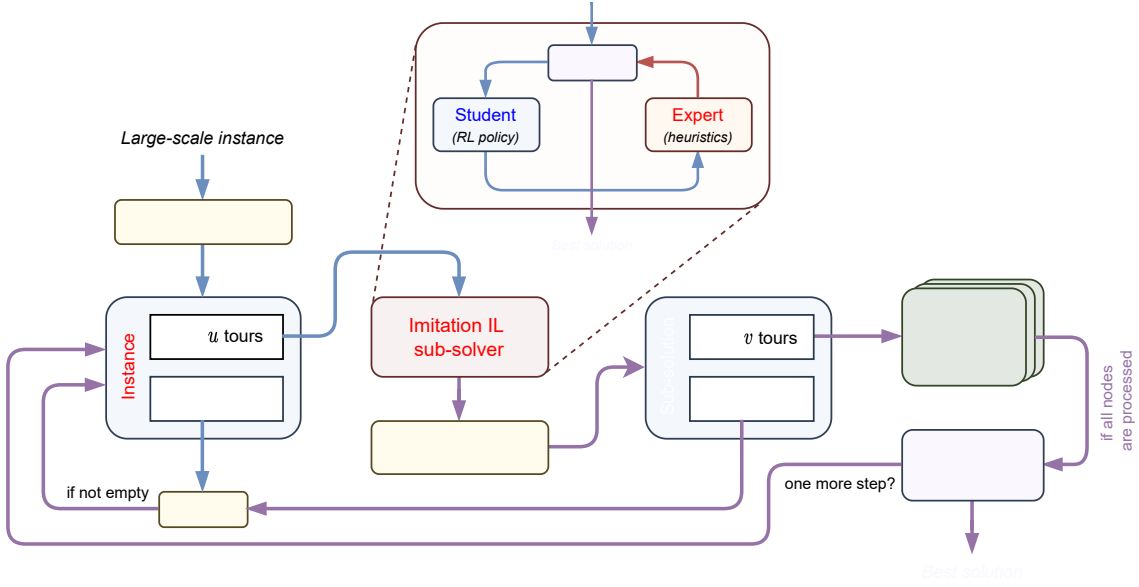 Student
(RL policy)
Expert
(heuristics)
Best solution
Large-scale instance
Instance
u tours
Imitation IL
sub-solver
Sub-solution
v tours
if all nodes
are processed
if not empty
one more step?
Best solution